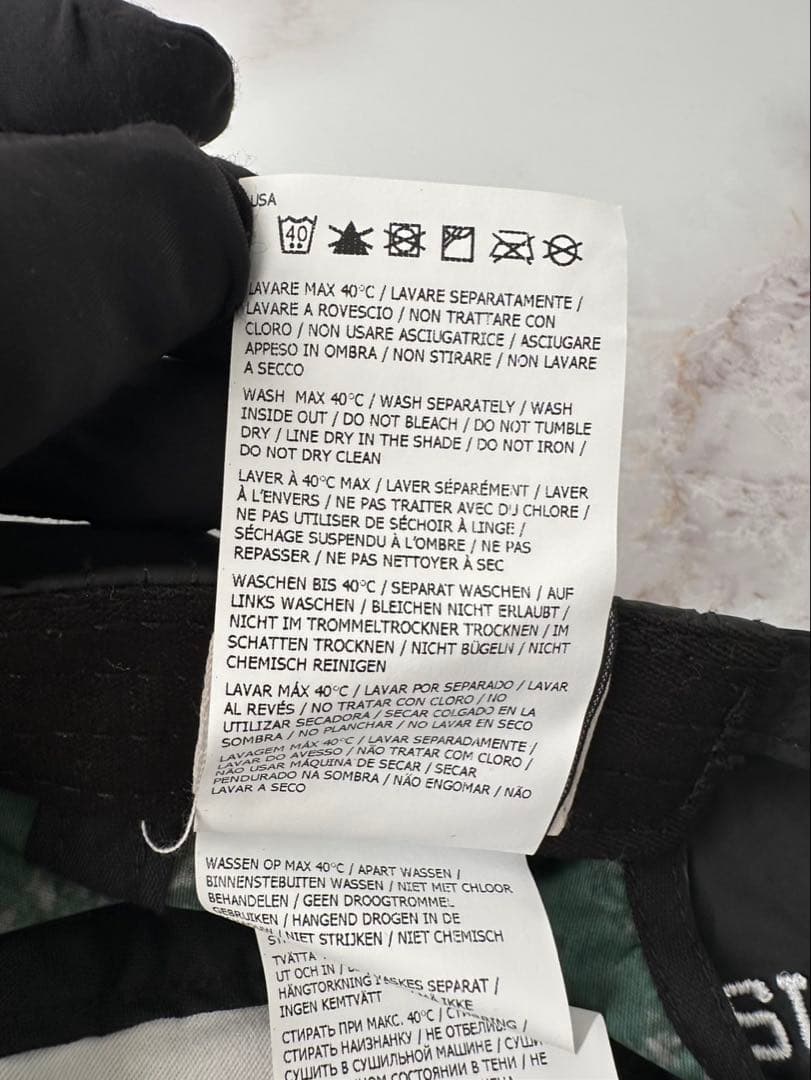 USA
40
LAVARE MAX 40°C / LAVARE SEPARATAMENTE /
LAVARE A ROVESCIO / NON TRATTARE CON
CLORO / NON USARE ASCIUGATRICE / ASCIUGARE
APPESO IN OMBRA / NON STIRARE / NON LAVARE
A SECCO
WASH MAX 40°C / WASH SEPARATELY / WASH
INSIDE OUT / DO NOT BLEACH / DO NOT TUMBLE
DRY / LINE DRY IN THE SHADE / DO NOT IRON /
DO NOT DRY CLEAN
LAVER À 40°C MAX / LAVER SÉPARÉMENT / LAVER
À L'ENVERS / NE PAS TRAITER AVEC DU CHLORE /
NE PAS UTILISER DE SÉCHOIR À LINGE /
SÉCHAGE SUSPENDU À L'OMBRE / NE PAS
REPASSER / NE PAS NETTOYER À SEC
WASCHEN BIS 40°C / SEPARAT WASCHEN / AUF
LINKS WASCHEN / BLEICHEN NICHT ERLAUBT /
NICHT IM TROMMELTROCKNER TROCKNEN / IM
SCHATTEN TROCKNEN / NICHT BÜGELN / NICHT
CHEMISCH REINIGEN
LAVAR MÁX 40°C / LAVAR POR SEPARADO / LAVAR
AL REVÉS / NO TRATAR CON CLORO / NO
UTILIZAR SECADORA / SECAR COLGADO EN LA
SOMBRA / NO PLANCHAR / NO LAVAR EN SECO
LAVAGEM MÁX 40°C / LAVAR SEPARADAMENTE /
LAVAR DO AVESSO / NÃO TRATAR COM CLORO /
NÃO USAR MÁQUINA DE SECAR / SECAR
PENDURADO NA SOMBRA / NÃO ENGOMAR / NÃO
LAVAR A SECO
WASSEN OP MAX 40°C / APART WASSEN /
BINNENSTEBUITEN WASSEN / NIET MET CHLOOR
BEHANDELEN / GEEN DROOGTROMMEL
GEBRUIKEN / HANGEND DROGEN IN DE
/ NIET STRIJKEN / NIET CHEMISCH
TVÄTTA
UT OCH IN /
HÄNGTORKNING SEPARAT /
INGEN KEMTVÄTT IKKE
СТИРАТЬ ПРИ МАКС. 40°C /
СТИРАТЬ НАИЗНАНКУ / НЕ
СУШИТЬ В СУШИЛЬНОЙ МАШИНЕ /
СОСТОЯНИИ В ТЕНИ / НЕ